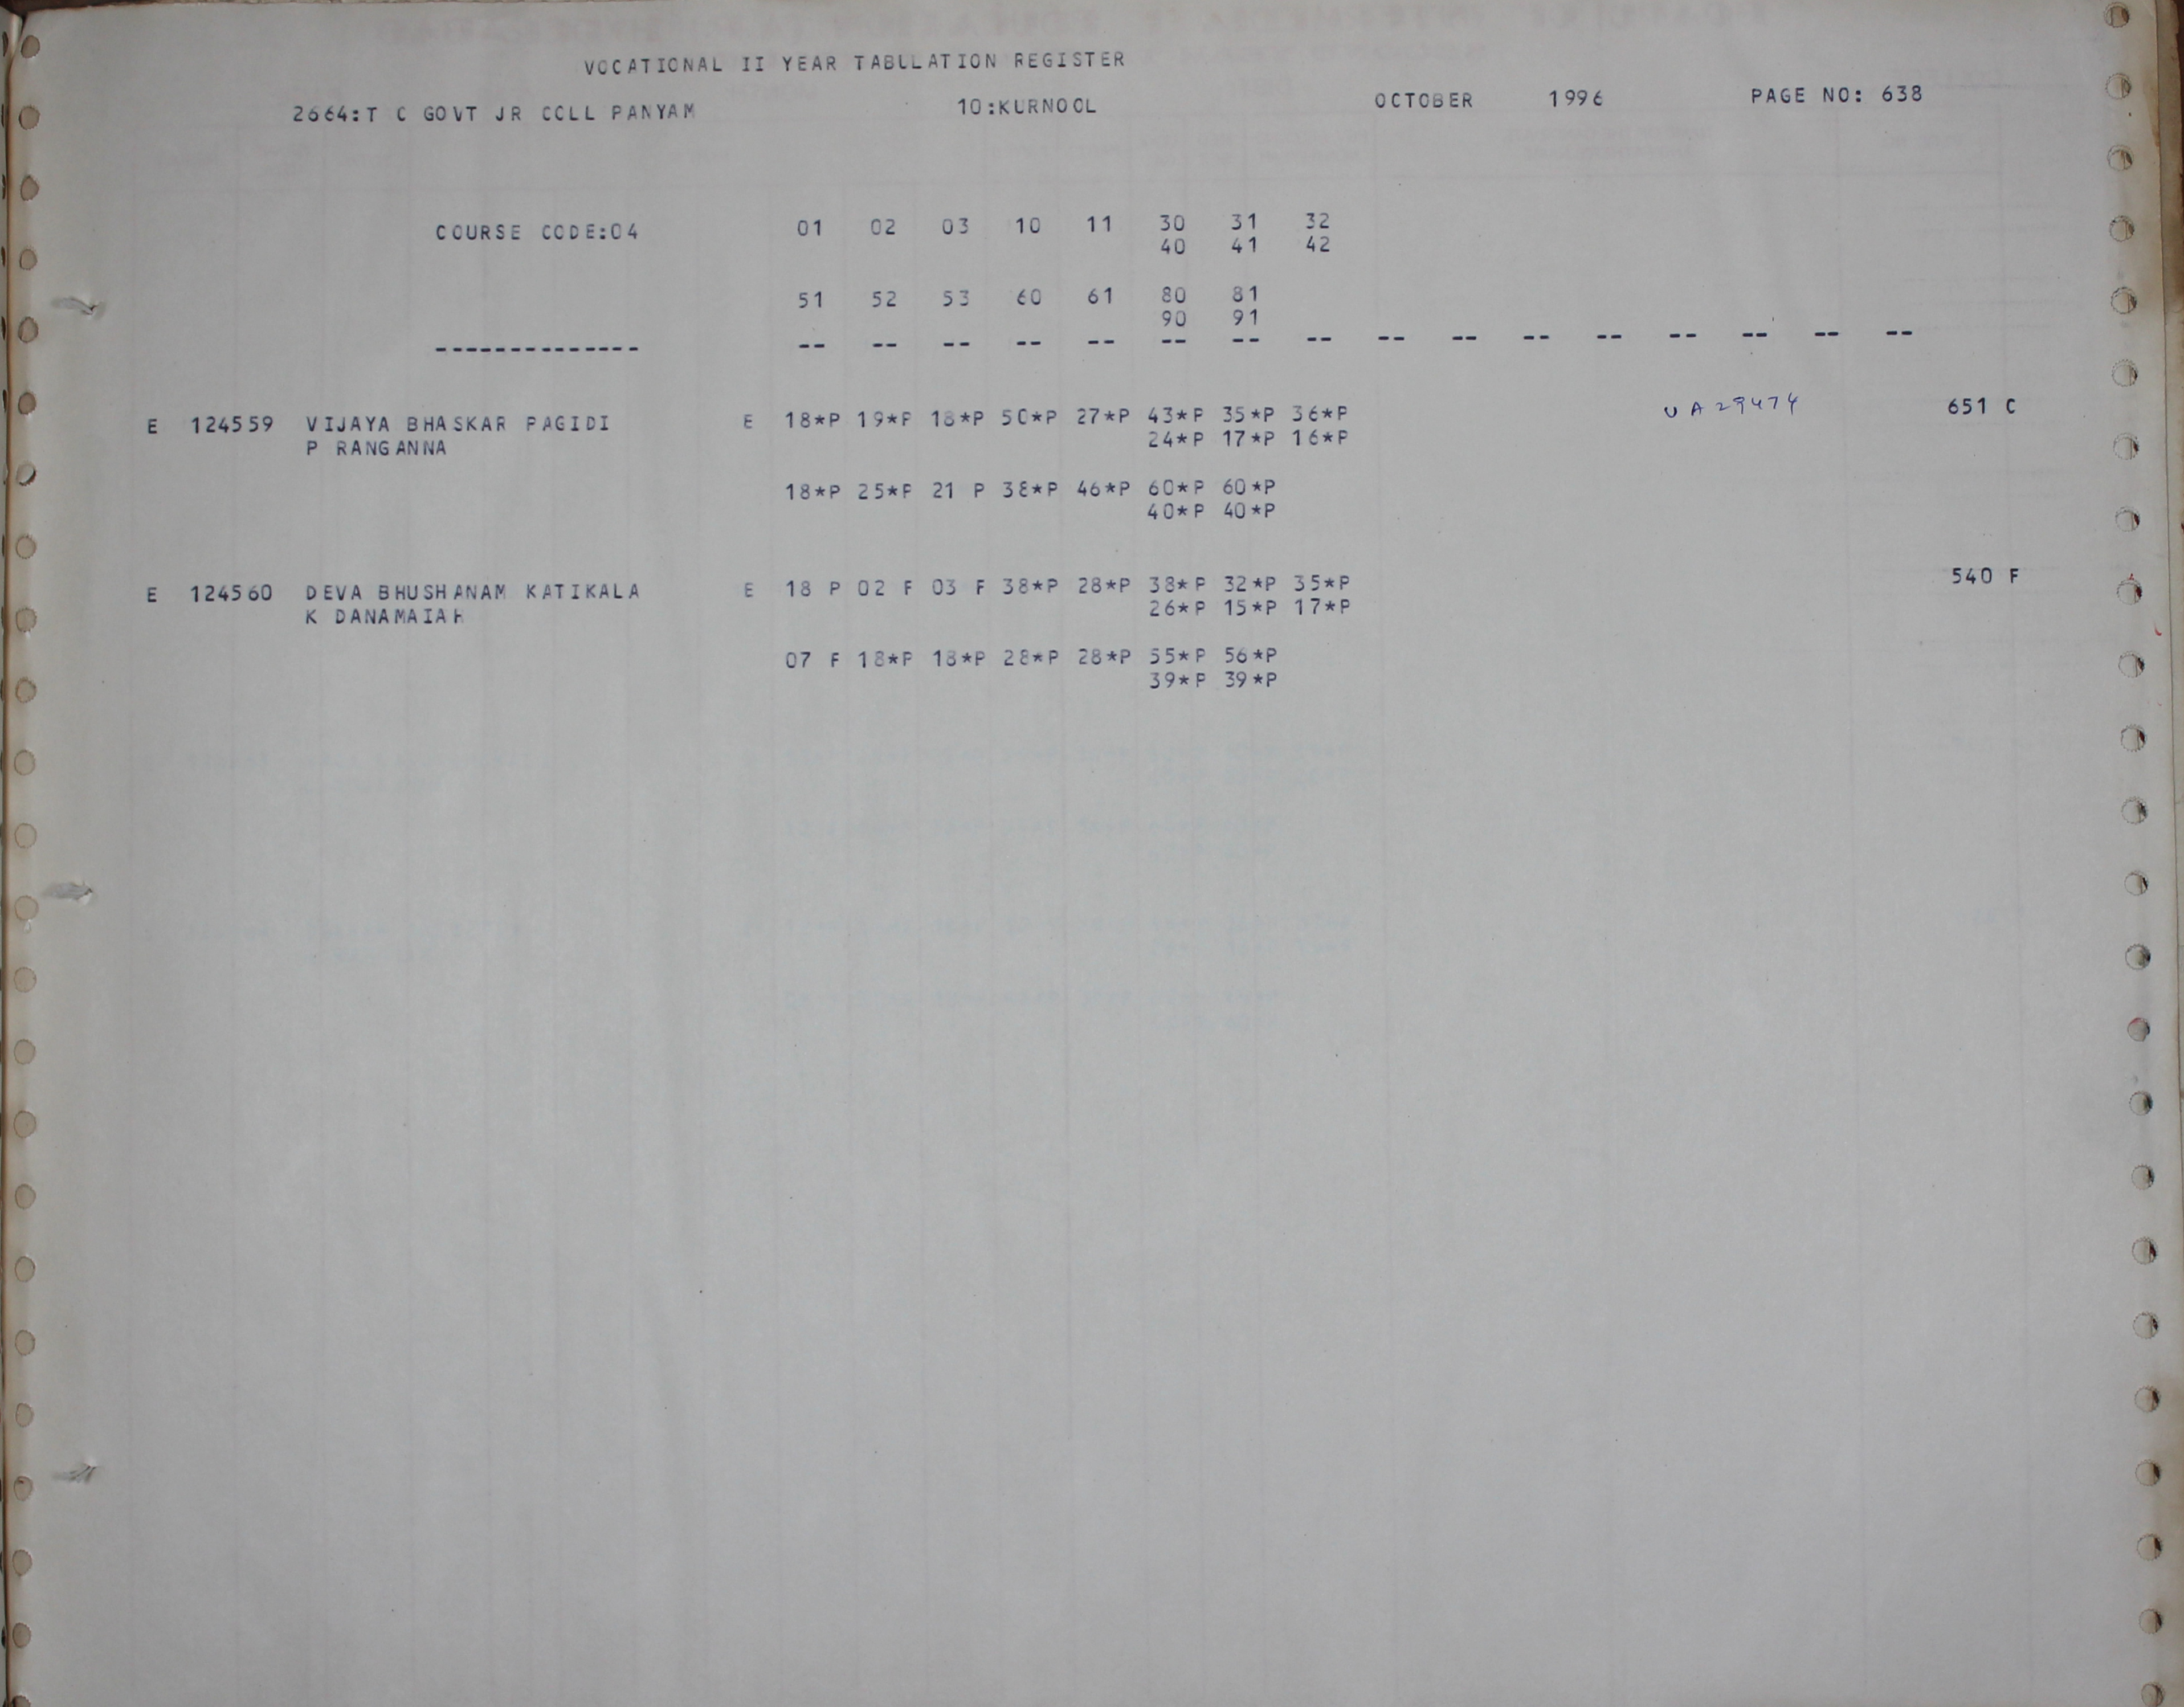 VOCATIONAL II YEAR TABULATION REGISTER
2664:T C GOVT JR COLL PANYAM 10:KURNOOL OCTOBER 1996 PAGE NO: 638
COURSE CODE:04 01 02 03 10 11 30 31 32
40 41 42
51 52 53 60 61 80 81
90 91
-------------- -- -- -- -- -- -- -- -- -- -- -- -- -- -- -- --
E 124559 VIJAYA BHASKAR PAGIDI E 18*P 19*P 18*P 50*P 27*P 43*P 35*P 36*P UA29474 651 C
P RANGANNA 24*P 17*P 16*P
18*P 25*P 21 P 38*P 46*P 60*P 60*P
40*P 40*P
E 124560 DEVA BHUSHANAM KATIKALA E 18 P 02 F 03 F 38*P 28*P 38*P 32*P 35*P 540 F
K DANAMAIAH 26*P 15*P 17*P
07 F 18*P 18*P 28*P 28*P 55*P 56*P
39*P 39*P